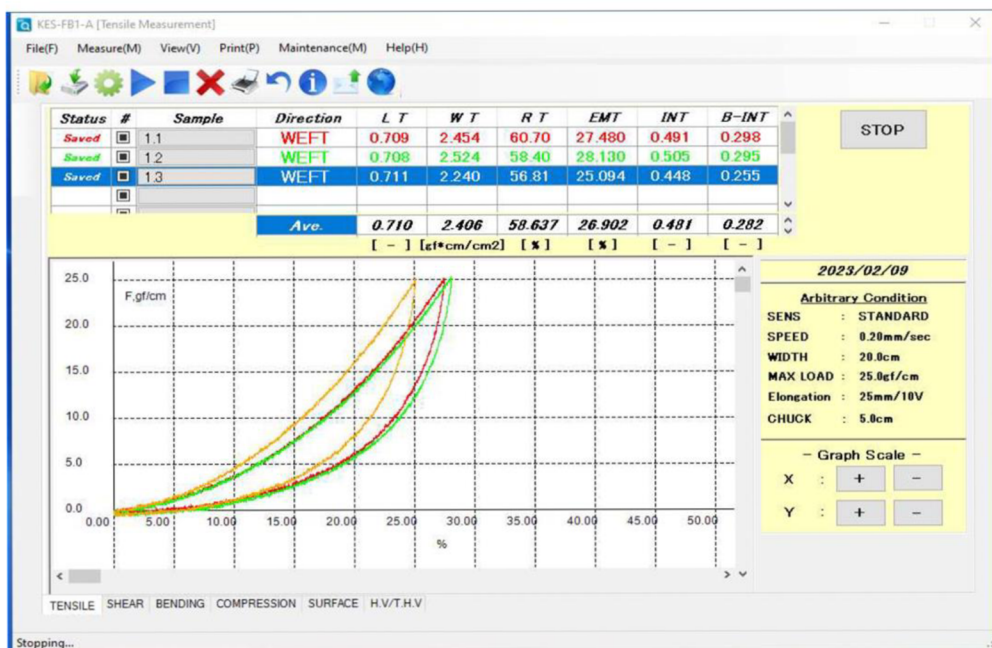 KES-FB1-A [Tensile Measurement]
File(F) Measure(M) View(V) Print(P) Maintenance(M) Help(H)
Status # Sample Direction L T W T R T EMT INT B-INT
Saved 1.1 WEFT 0.709 2.454 60.70 27.480 0.491 0.298
Saved 1.2 WEFT 0.708 2.524 58.40 28.130 0.505 0.295
Saved 1.3 WEFT 0.711 2.240 56.81 25.094 0.448 0.255
Ave. 0.710 2.406 58.637 26.902 0.481 0.282
[ - ] [gf*cm/cm2] [ % ] [ % ] [ - ] [ - ]
STOP
25.0
F,gf/cm
20.0
15.0
10.0
5.0
0.0
0.00 5.00 10.00 15.00 20.00 25.00 30.00 35.00 40.00 45.00 50.00
%
2023/02/09
Arbitrary Condition
SENS : STANDARD
SPEED : 0.20mm/sec
WIDTH : 20.0cm
MAX LOAD : 25.0gf/cm
Elongation : 25mm/10V
CHUCK : 5.0cm
- Graph Scale -
X : + -
Y : + -
TENSILE SHEAR BENDING COMPRESSION SURFACE H.V/T.H.V
Stopping...